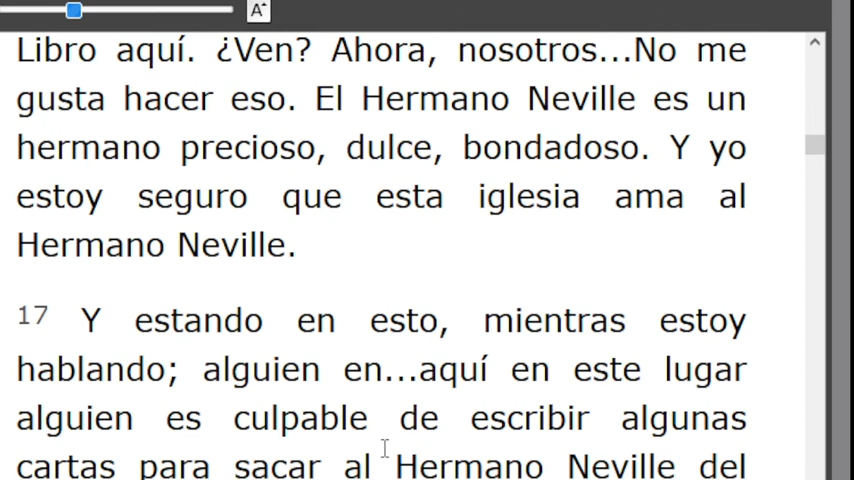 A
Libro aquí. ¿Ven? Ahora, nosotros...No me
gusta hacer eso. El Hermano Neville es un
hermano precioso, dulce, bondadoso. Y yo
estoy seguro que esta iglesia ama al
Hermano Neville.
17 Y estando en esto, mientras estoy
hablando; alguien en...aquí en este lugar
alguien es culpable de escribir algunas
cartas para sacar al Hermano Neville del